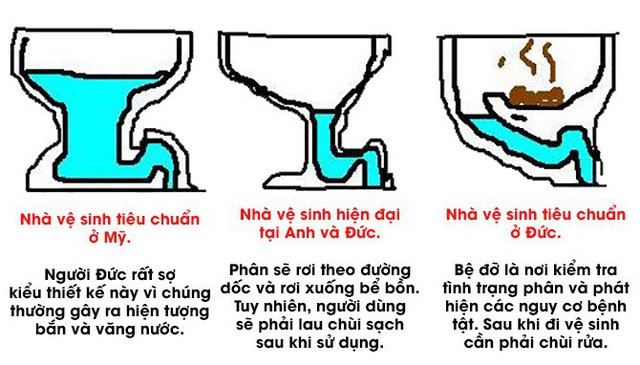 Nhà vệ sinh tiêu chuẩn
ở Mỹ.
Người Đức rất sợ
kiểu thiết kế này vì chúng
thường gây ra hiện tượng
bắn và văng nước.
Nhà vệ sinh hiện đại
tại Anh và Đức.
Phân sẽ rơi theo đường
dốc và rơi xuống bể bồn.
Tuy nhiên, người dùng
sẽ phải lau chùi sạch
sau khi sử dụng.
Nhà vệ sinh tiêu chuẩn
ở Đức.
Bệ đỡ là nơi kiểm tra
tình trạng phân và phát
hiện các nguy cơ bệnh
tật. Sau khi đi vệ sinh
cần phải chùi rửa.